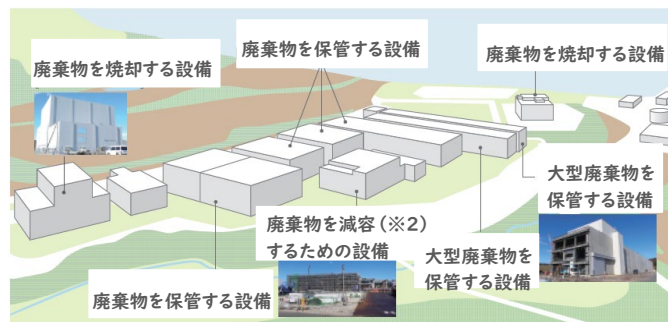 廃棄物を保管する設備
廃棄物を焼却する設備
廃棄物を焼却する設備
大型廃棄物を
保管する設備
廃棄物を減容(※2)
するための設備
大型廃棄物を
保管する設備
廃棄物を保管する設備